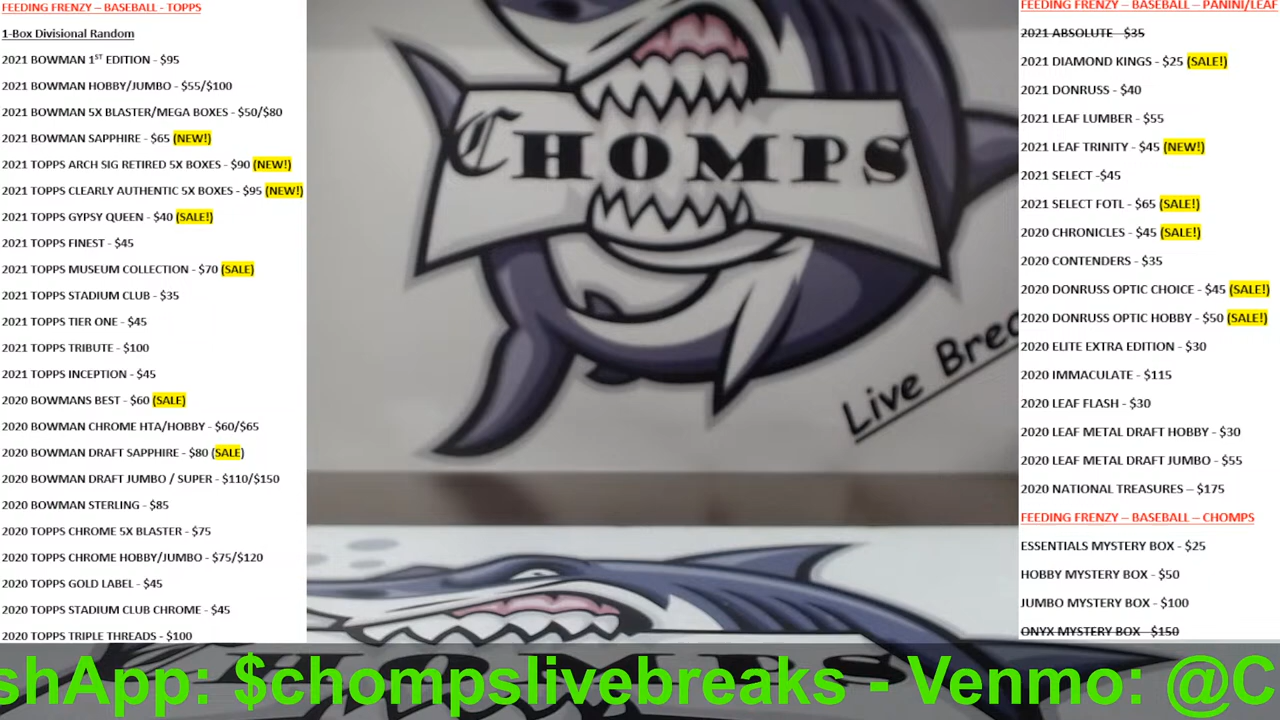 FEEDING FRENZY – BASEBALL - TOPPS
1-Box Divisional Random
2021 BOWMAN 1ST EDITION - $95
2021 BOWMAN HOBBY/JUMBO - $55/$100
2021 BOWMAN 5X BLASTER/MEGA BOXES - $50/$80
2021 BOWMAN SAPPHIRE - $65 (NEW!)
2021 TOPPS ARCH SIG RETIRED 5X BOXES - $90 (NEW!)
2021 TOPPS CLEARLY AUTHENTIC 5X BOXES - $95 (NEW!)
2021 TOPPS GYPSY QUEEN - $40 (SALE!)
2021 TOPPS FINEST - $45
2021 TOPPS MUSEUM COLLECTION - $70 (SALE)
2021 TOPPS STADIUM CLUB - $35
2021 TOPPS TIER ONE - $45
2021 TOPPS TRIBUTE - $100
2021 TOPPS INCEPTION - $45
2020 BOWMANS BEST - $60 (SALE)
2020 BOWMAN CHROME HTA/HOBBY - $60/$65
2020 BOWMAN DRAFT SAPPHIRE - $80 (SALE)
2020 BOWMAN DRAFT JUMBO / SUPER - $110/$150
2020 BOWMAN STERLING - $85
2020 TOPPS CHROME 5X BLASTER - $75
2020 TOPPS CHROME HOBBY/JUMBO - $75/$120
2020 TOPPS GOLD LABEL - $45
2020 TOPPS STADIUM CLUB CHROME - $45
2020 TOPPS TRIPLE THREADS - $100
CHOMPS
Live Brea
FEEDING FRENZY – BASEBALL – PANINI/LEAF
2021 ABSOLUTE - $35
2021 DIAMOND KINGS - $25 (SALE!)
2021 DONRUSS - $40
2021 LEAF LUMBER - $55
2021 LEAF TRINITY - $45 (NEW!)
2021 SELECT -$45
2021 SELECT FOTL - $65 (SALE!)
2020 CHRONICLES - $45 (SALE!)
2020 CONTENDERS - $35
2020 DONRUSS OPTIC CHOICE - $45 (SALE!)
2020 DONRUSS OPTIC HOBBY - $50 (SALE!)
2020 ELITE EXTRA EDITION - $30
2020 IMMACULATE - $115
2020 LEAF FLASH - $30
2020 LEAF METAL DRAFT HOBBY - $30
2020 LEAF METAL DRAFT JUMBO - $55
2020 NATIONAL TREASURES – $175
FEEDING FRENZY – BASEBALL – CHOMPS
ESSENTIALS MYSTERY BOX - $25
HOBBY MYSTERY BOX - $50
JUMBO MYSTERY BOX - $100
ONYX MYSTERY BOX - $150
shApp: $chompslivebreaks - Venmo: @C